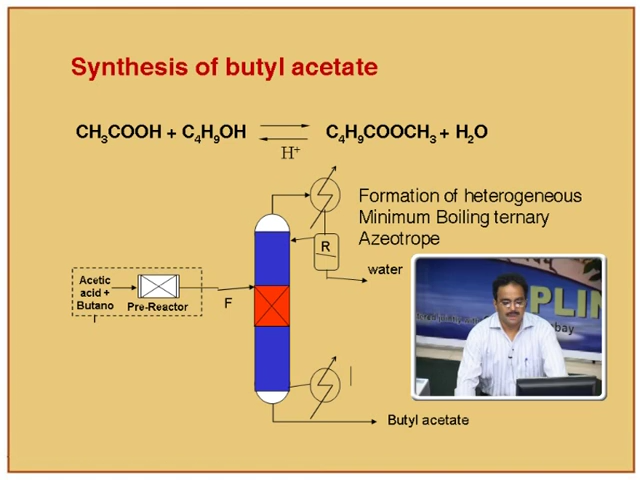 Synthesis of butyl acetate
CH₃COOH + C₄H₉OH C₄H₉COOCH₃ + H₂O
H⁺
Formation of heterogeneous
Minimum Boiling ternary
Azeotrope
R
water
Acetic
acid +
Butano
l
Pre-Reactor
F
PLIN
Butyl acetate